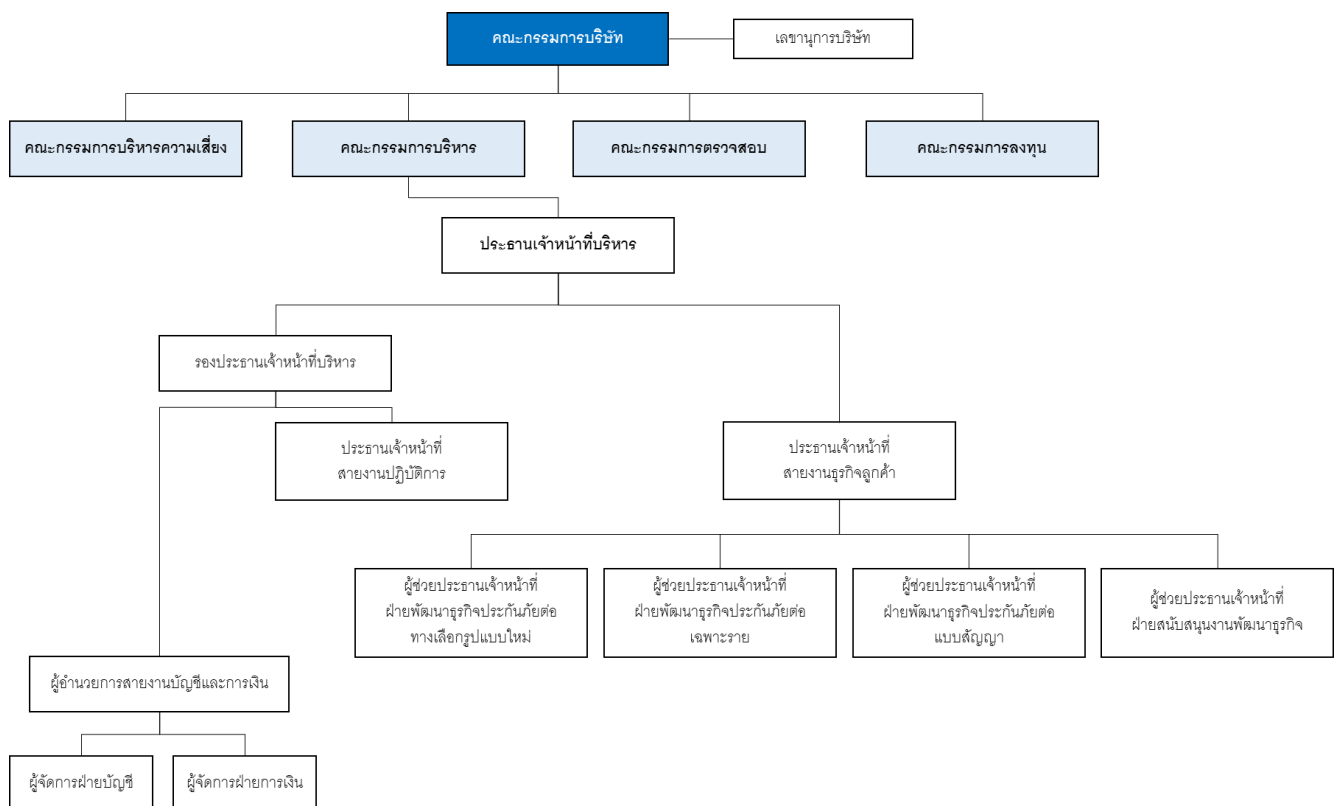 คณะกรรมการบริษัท
เลขานุการบริษัท
คณะกรรมการบริหารความเสี่ยง
คณะกรรมการบริหาร
คณะกรรมการตรวจสอบ
คณะกรรมการลงทุน
ประธานเจ้าหน้าที่บริหาร
รองประธานเจ้าหน้าที่บริหาร
ประธานเจ้าหน้าที่
สายงานปฏิบัติการ
ประธานเจ้าหน้าที่
สายงานธุรกิจลูกค้า
ผู้ช่วยประธานเจ้าหน้าที่
ฝ่ายพัฒนาธุรกิจประกันภัยต่อ
ทางเลือกรูปแบบใหม่
ผู้ช่วยประธานเจ้าหน้าที่
ฝ่ายพัฒนาธุรกิจประกันภัยต่อ
เฉพาะราย
ผู้ช่วยประธานเจ้าหน้าที่
ฝ่ายพัฒนาธุรกิจประกันภัยต่อ
แบบสัญญา
ผู้ช่วยประธานเจ้าหน้าที่
ฝ่ายสนับสนุนงานพัฒนาธุรกิจ
ผู้อำนวยการสายงานบัญชีและการเงิน
ผู้จัดการฝ่ายบัญชี
ผู้จัดการฝ่ายการเงิน